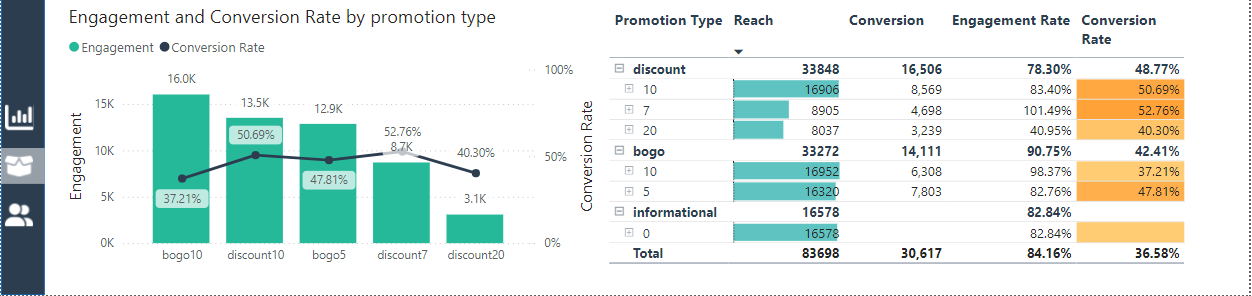 Engagement and Conversion Rate by promotion type
Engagement Conversion Rate
Engagement
15K
10K
5K
0K
16.0K
13.5K
12.9K
8.7K
3.1K
37.21%
50.69%
47.81%
52.76%
40.30%
100%
50%
0%
Conversion Rate
bogo10 discount10 bogo5 discount7 discount20
Promotion Type Reach Conversion Engagement Rate Conversion Rate
discount 33848 16,506 78.30% 48.77%
10 16906 8,569 83.40% 50.69%
7 8905 4,698 101.49% 52.76%
20 8037 3,239 40.95% 40.30%
bogo 33272 14,111 90.75% 42.41%
10 16952 6,308 98.37% 37.21%
5 16320 7,803 82.76% 47.81%
informational 16578 82.84%
0 16578 82.84%
Total 83698 30,617 84.16% 36.58%